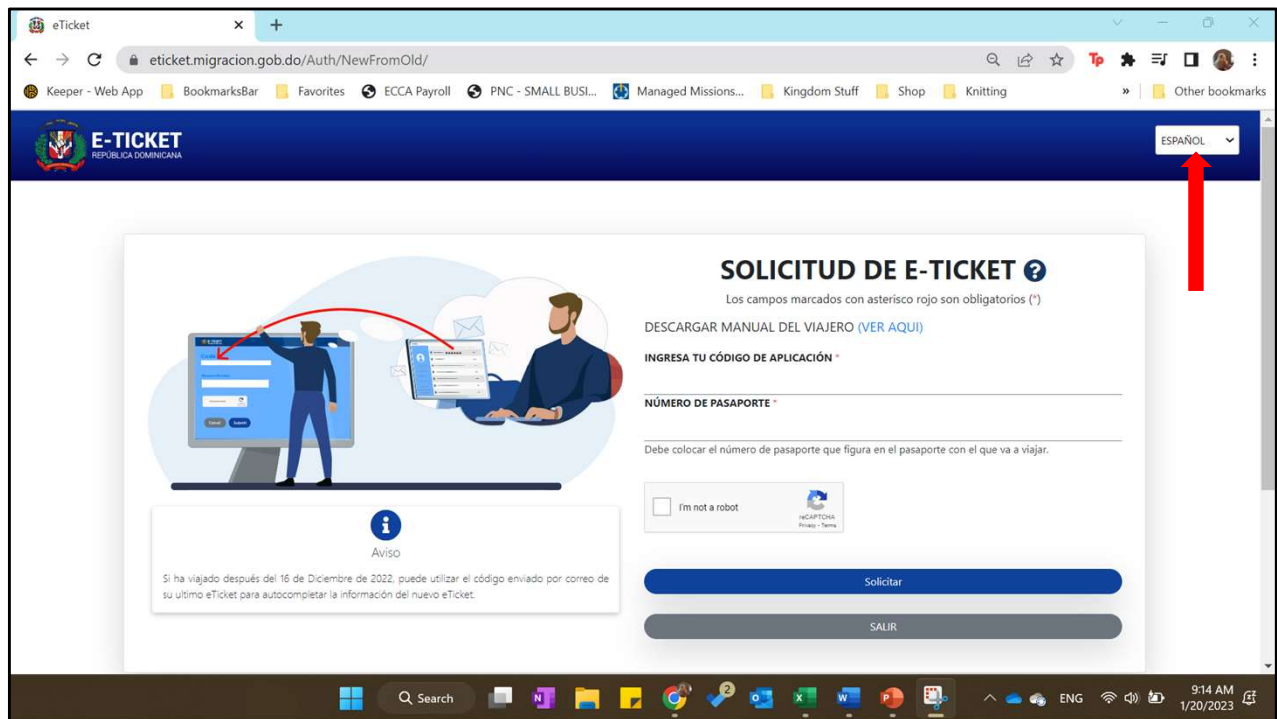 eTicket
eticket.migracion.gob.do/Auth/NewFromOld/
Tp
Keeper - Web App BookmarksBar Favorites ECCA Payroll PNC - SMALL BUSI... Managed Missions... Kingdom Stuff Shop Knitting » Other bookmarks
E-TICKET
REPÚBLICA DOMINICANA
ESPAÑOL
SOLICITUD DE E-TICKET ?
Los campos marcados con asterisco rojo son obligatorios (*)
DESCARGAR MANUAL DEL VIAJERO (VER AQUI)
INGRESA TU CÓDIGO DE APLICACIÓN *
NÚMERO DE PASAPORTE *
Debe colocar el número de pasaporte que figura en el pasaporte con el que va a viajar.
I'm not a robot
reCAPTCHA
Privacy - Terms
Solicitar
SALIR
i
Aviso
Si ha viajado después del 16 de Diciembre de 2022, puede utilizar el código enviado por correo de
su ultimo eTicket para autocompletar la información del nuevo eTicket.
Search
2
ENG
9:14 AM
1/20/2023